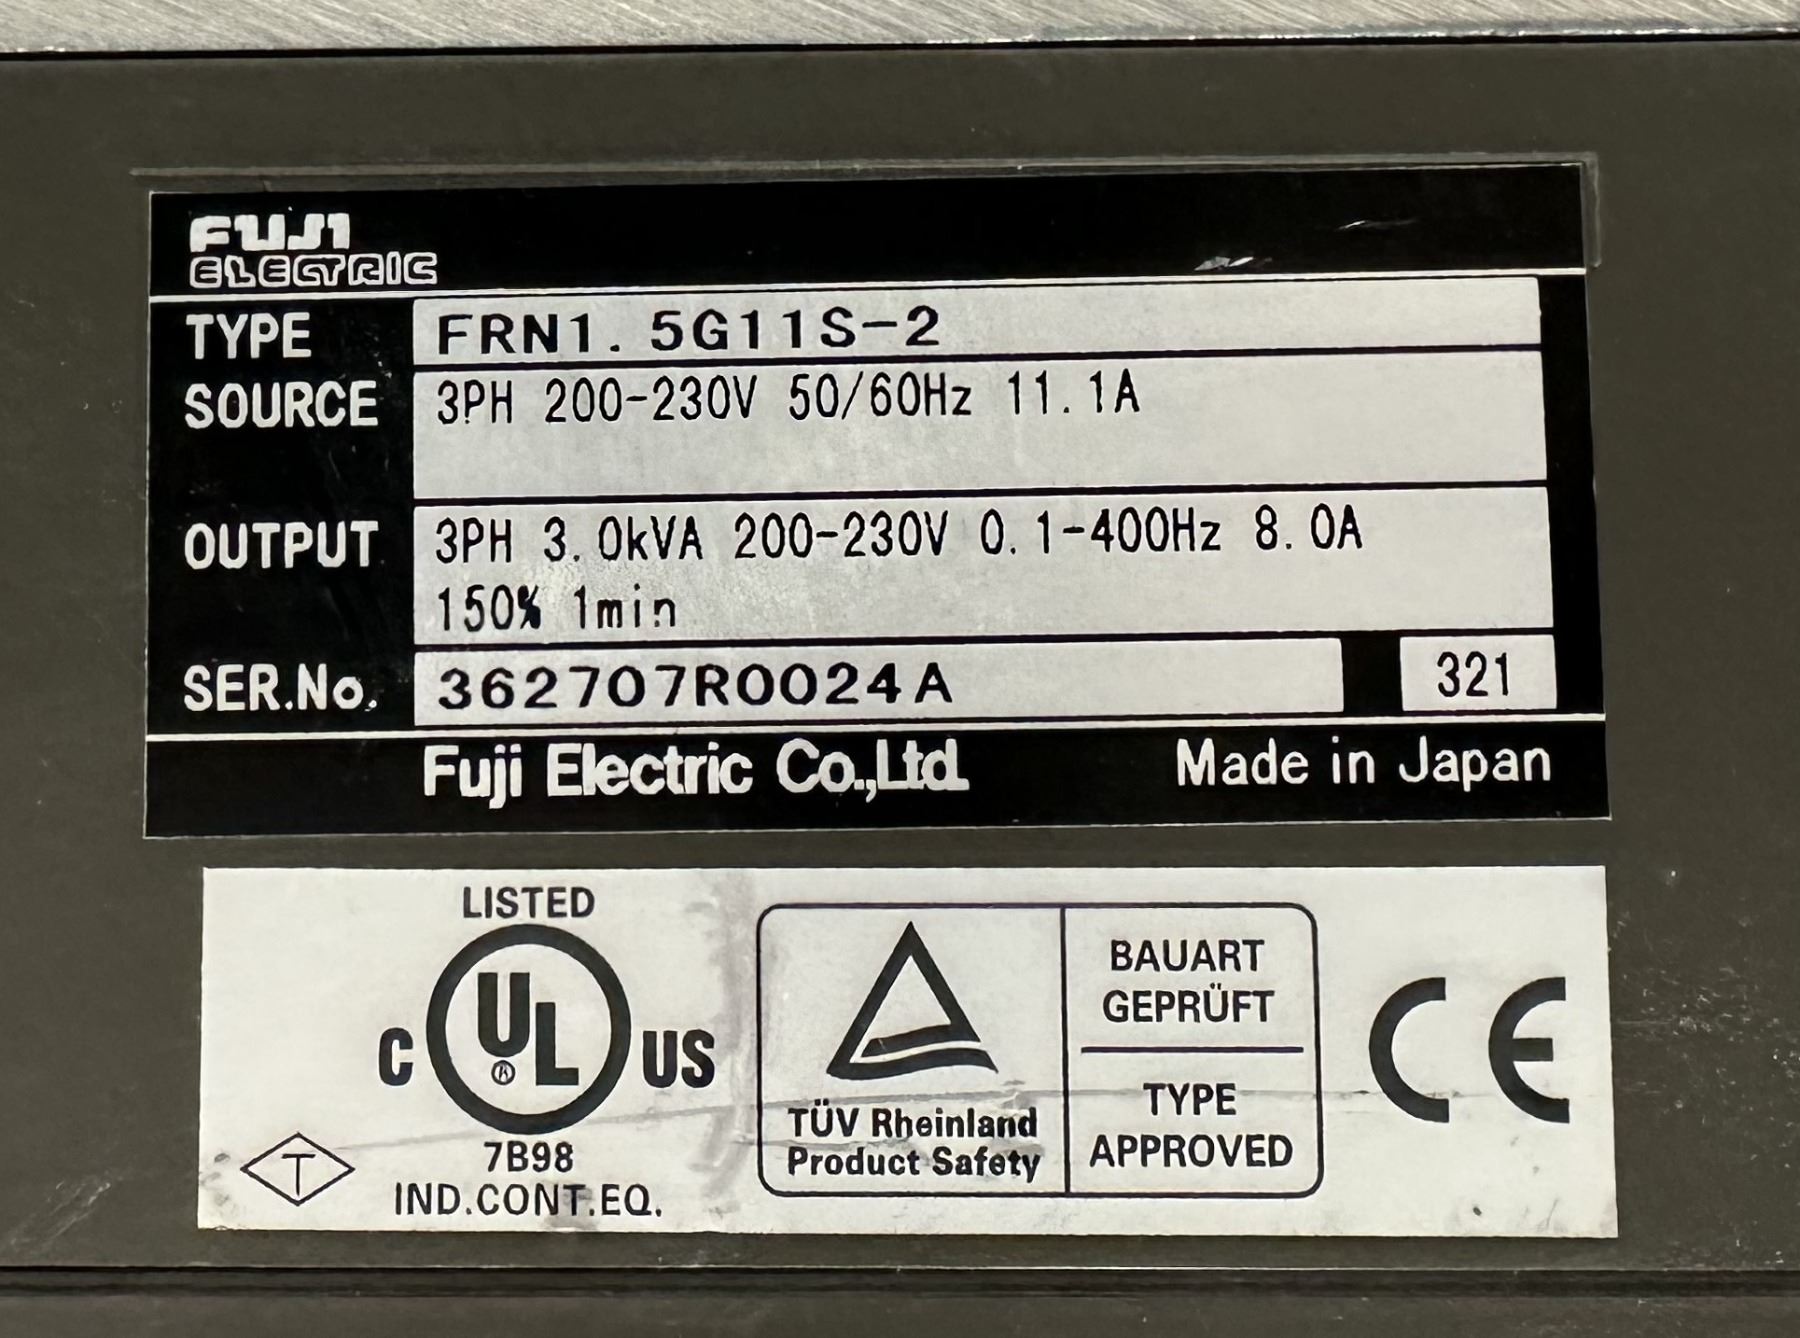 FUJI
ELECTRIC
TYPE FRN1.5G11S-2
SOURCE 3PH 200-230V 50/60Hz 11.1A
OUTPUT 3PH 3.0kVA 200-230V 0.1-400Hz 8.0A
150% 1min
SER.No. 362707R0024A 321
Fuji Electric Co.,Ltd. Made in Japan
LISTED
C UL® US
7B98
IND.CONT.EQ.
T
TÜV Rheinland
Product Safety
BAUART
GEPRÜFT
TYPE
APPROVED
CE